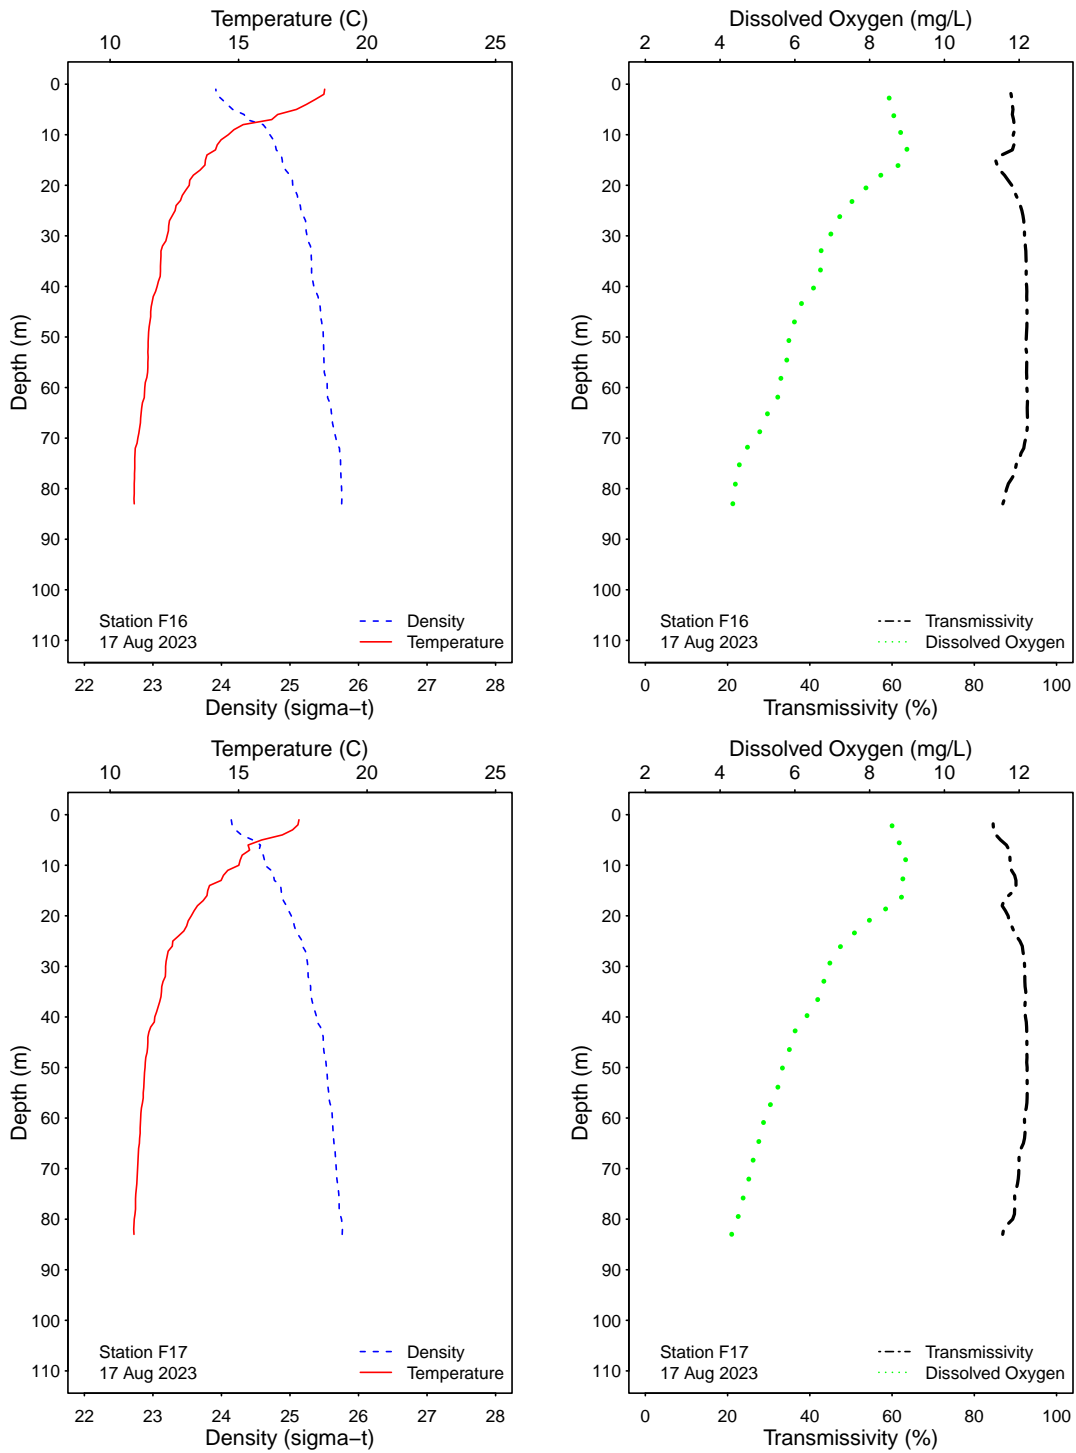 Temperature (C)
10 15 20 25
0
10
20
30
40
50
60
70
80
90
100
110
Depth (m)
Station F16
17 Aug 2023
Density
Temperature
22 23 24 25 26 27 28
Density (sigma−t)
Dissolved Oxygen (mg/L)
2 4 6 8 10 12
0
10
20
30
40
50
60
70
80
90
100
110
Depth (m)
Station F16
17 Aug 2023
Transmissivity
Dissolved Oxygen
0 20 40 60 80 100
Transmissivity (%)
Temperature (C)
10 15 20 25
0
10
20
30
40
50
60
70
80
90
100
110
Depth (m)
Station F17
17 Aug 2023
Density
Temperature
22 23 24 25 26 27 28
Density (sigma−t)
Dissolved Oxygen (mg/L)
2 4 6 8 10 12
0
10
20
30
40
50
60
70
80
90
100
110
Depth (m)
Station F17
17 Aug 2023
Transmissivity
Dissolved Oxygen
0 20 40 60 80 100
Transmissivity (%)